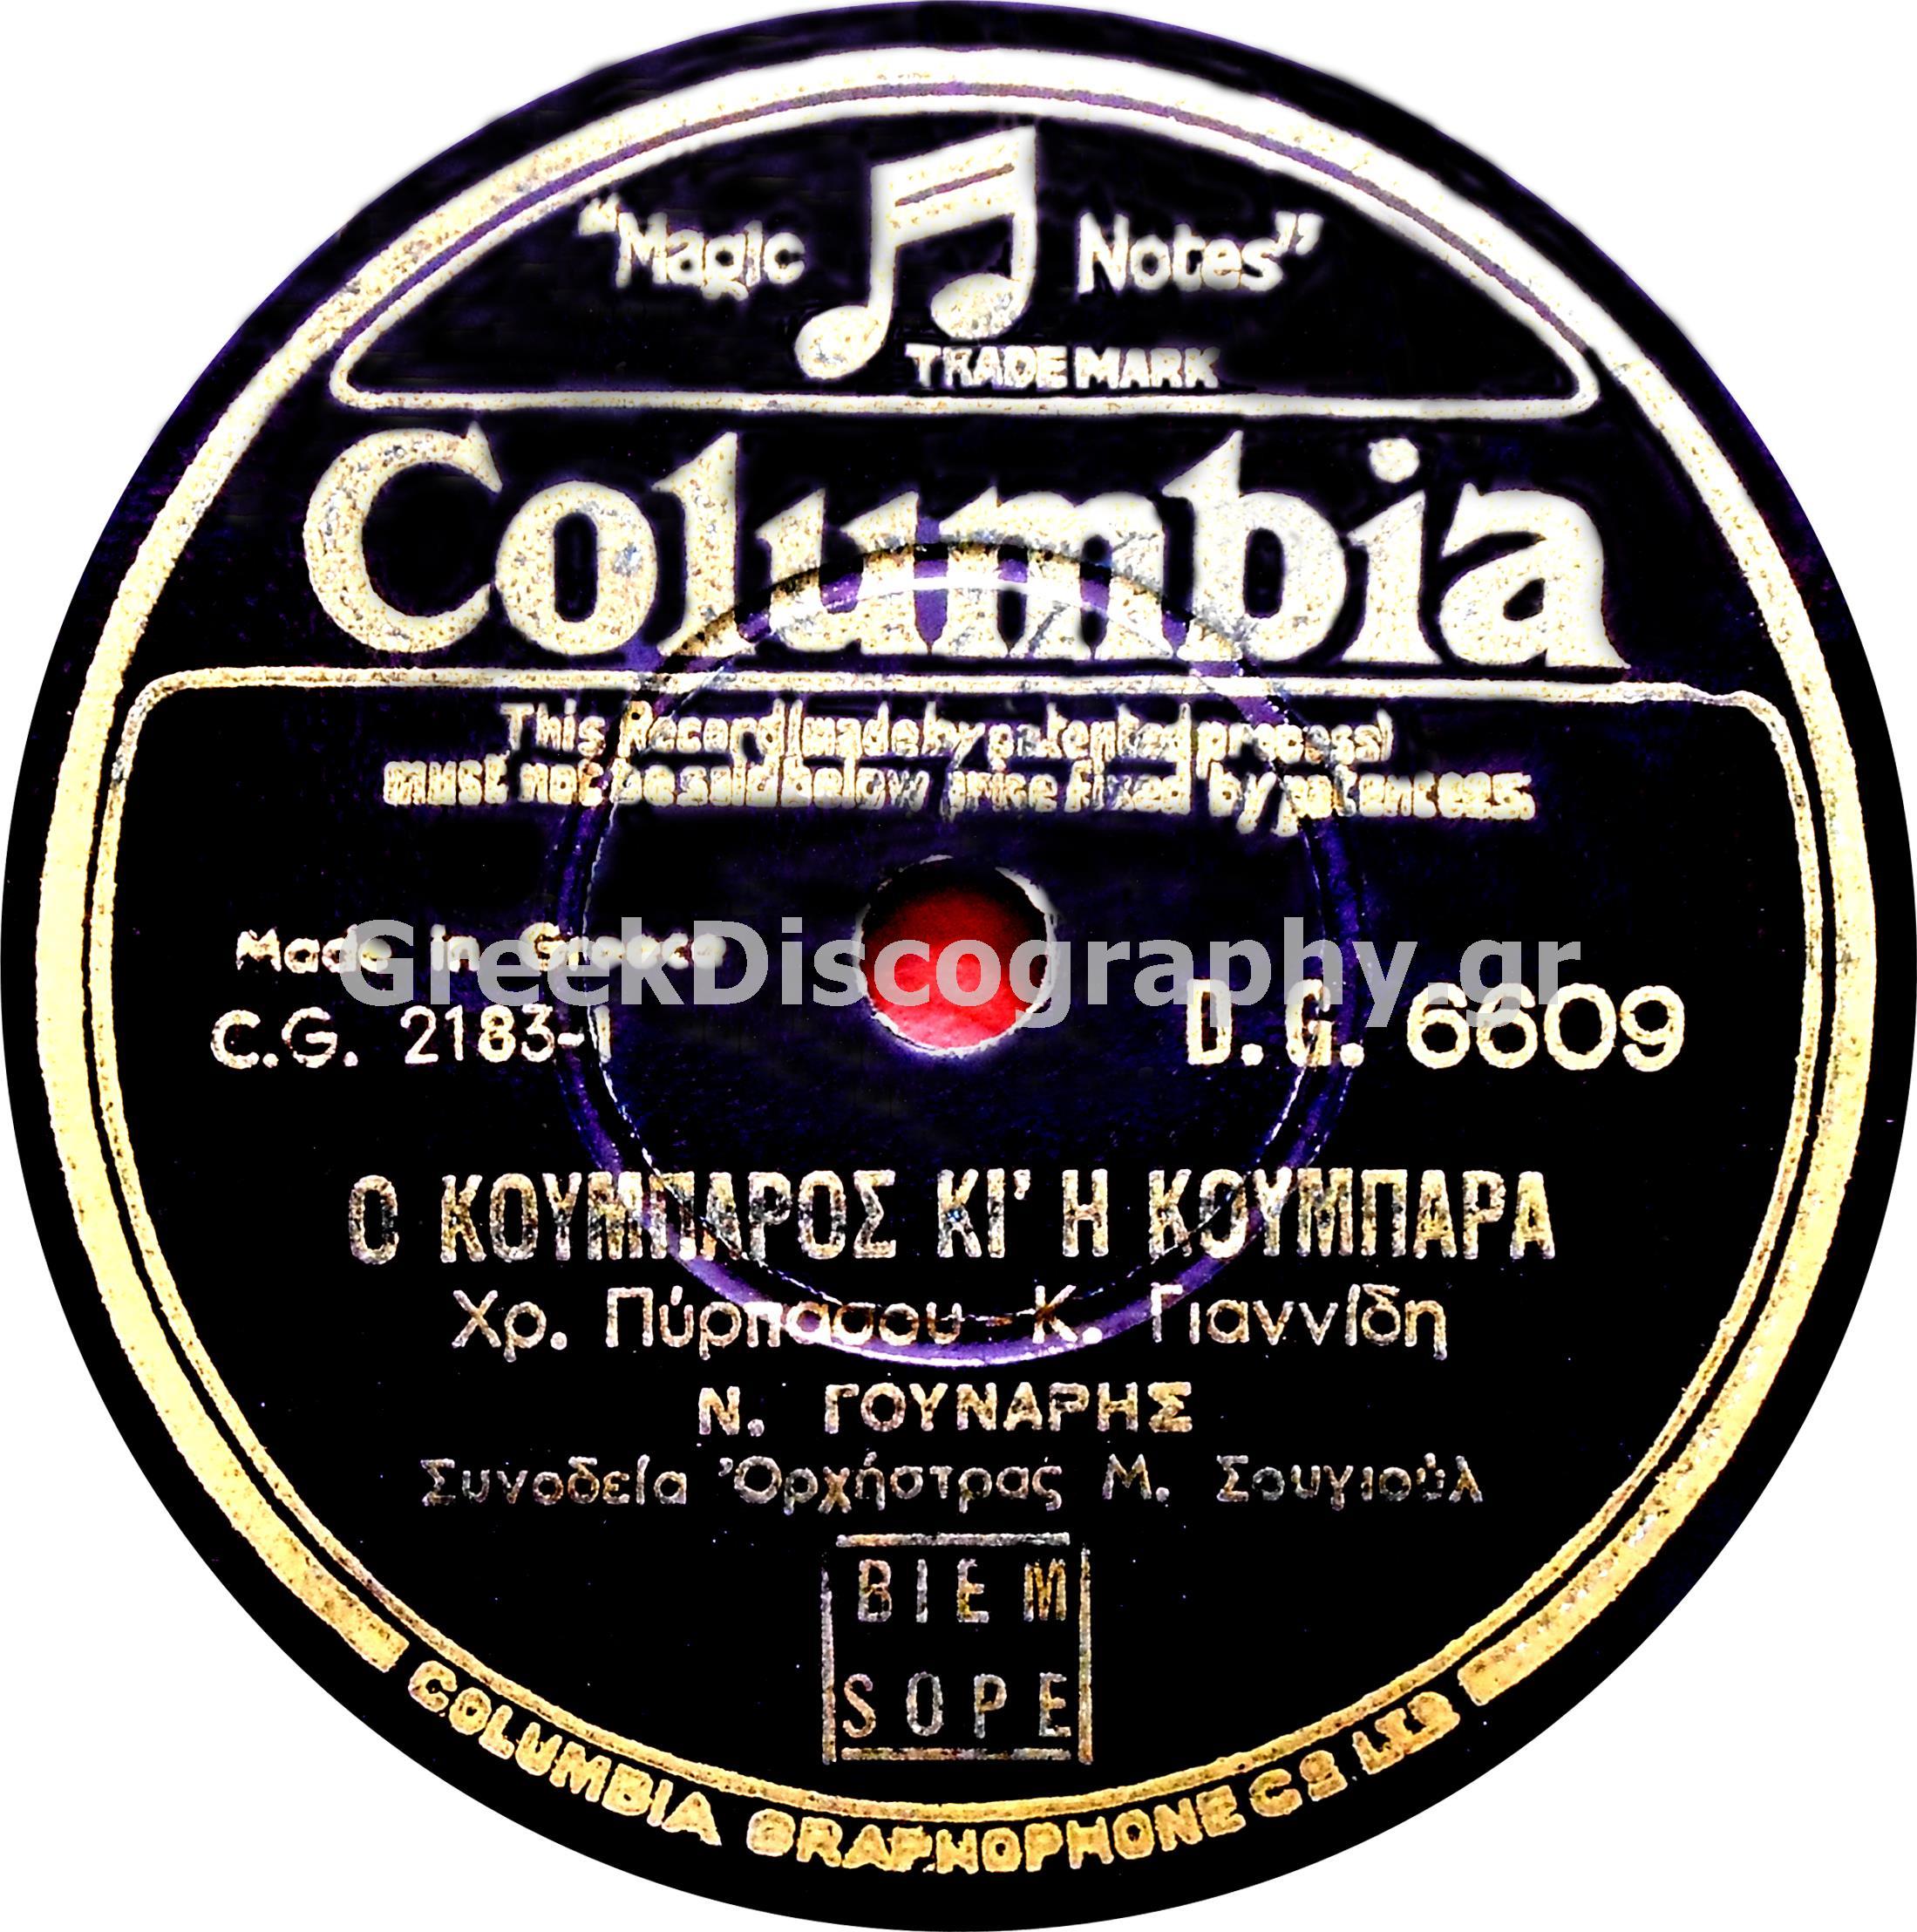 "Magic Notes"
TRADE MARK
Columbia
This Record (made by patented process)
must not be sold below price fixed by patentees.
Made in Greece
GreekDiscography.gr
C.G. 2183-1
D.G. 6609
Ο ΚΟΥΜΠΑΡΟΣ ΚΙ' Η ΚΟΥΜΠΑΡΑ
Χρ. Πύρπασου - Κ. Γιαννίδη
Ν. ΓΟΥΝΑΡΗΣ
Συνοδεία Ὀρχήστρας Μ. Σουγιούλ
BIEM
SOPE
COLUMBIA GRAPHOPHONE Co LTD